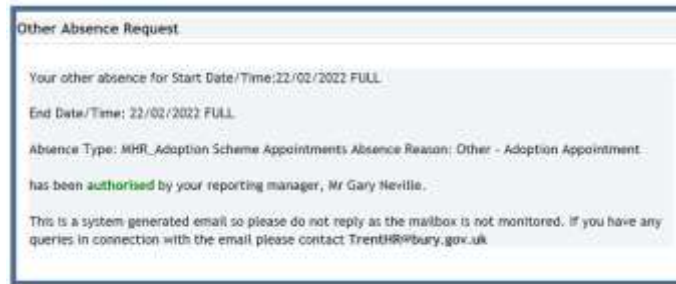 Other Absence Request
Your other absence for Start Date/Time:22/02/2022 FULL
End Date/Time: 22/02/2022 FULL
Absence Type: MHR_Adoption Scheme Appointments Absence Reason: Other - Adoption Appointment
has been authorised by your reporting manager, Mr Gary Neville.
This is a system generated email so please do not reply as the mailbox is not monitored. If you have any
queries in connection with the email please contact TrentHR@bury.gov.uk